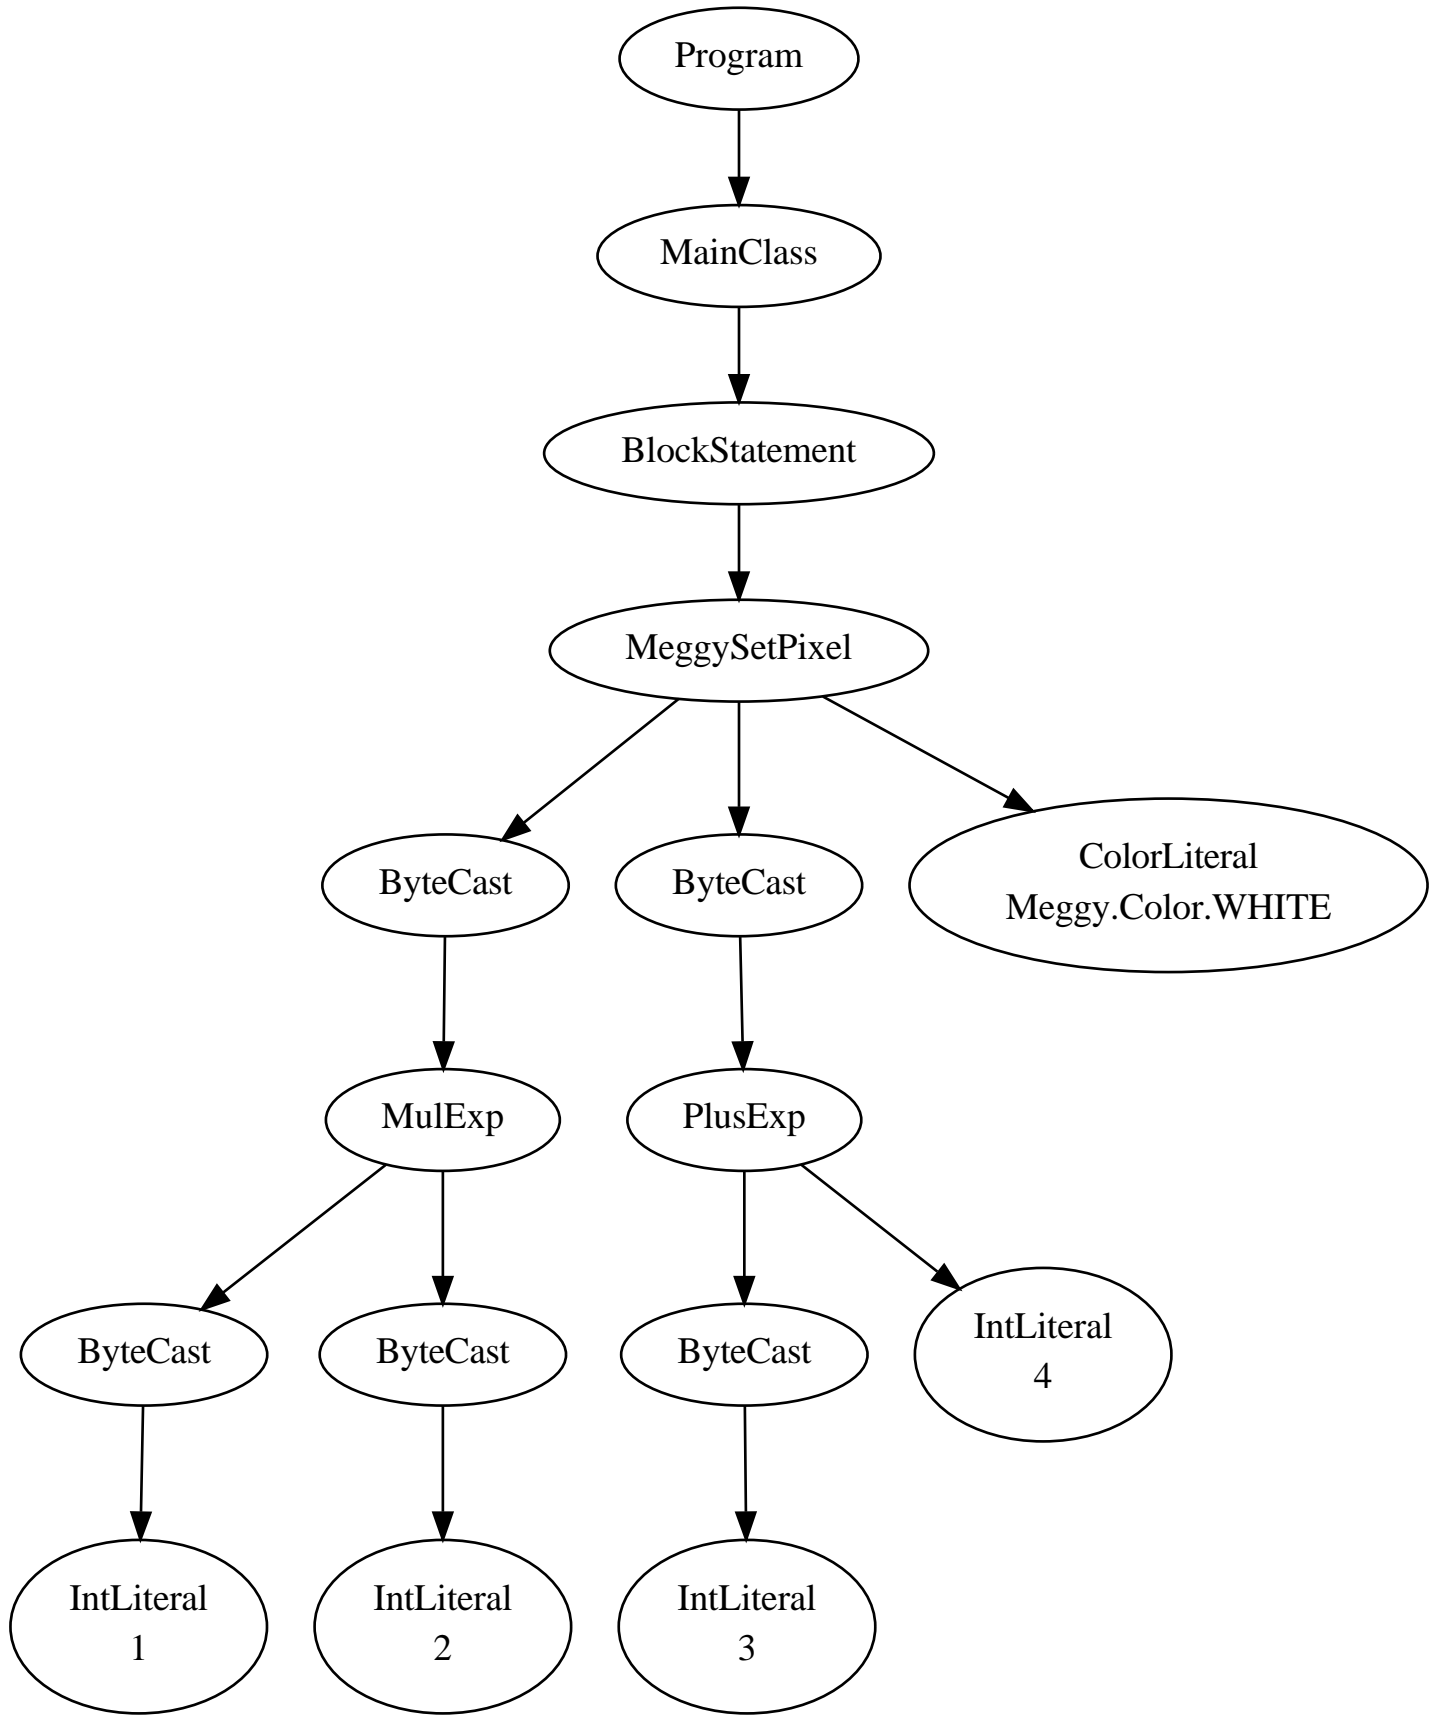 Program
MainClass
BlockStatement
MeggySetPixel
ByteCast
ByteCast
ColorLiteral
Meggy.Color.WHITE
MulExp
PlusExp
ByteCast
ByteCast
ByteCast
IntLiteral
4
IntLiteral
1
IntLiteral
2
IntLiteral
3